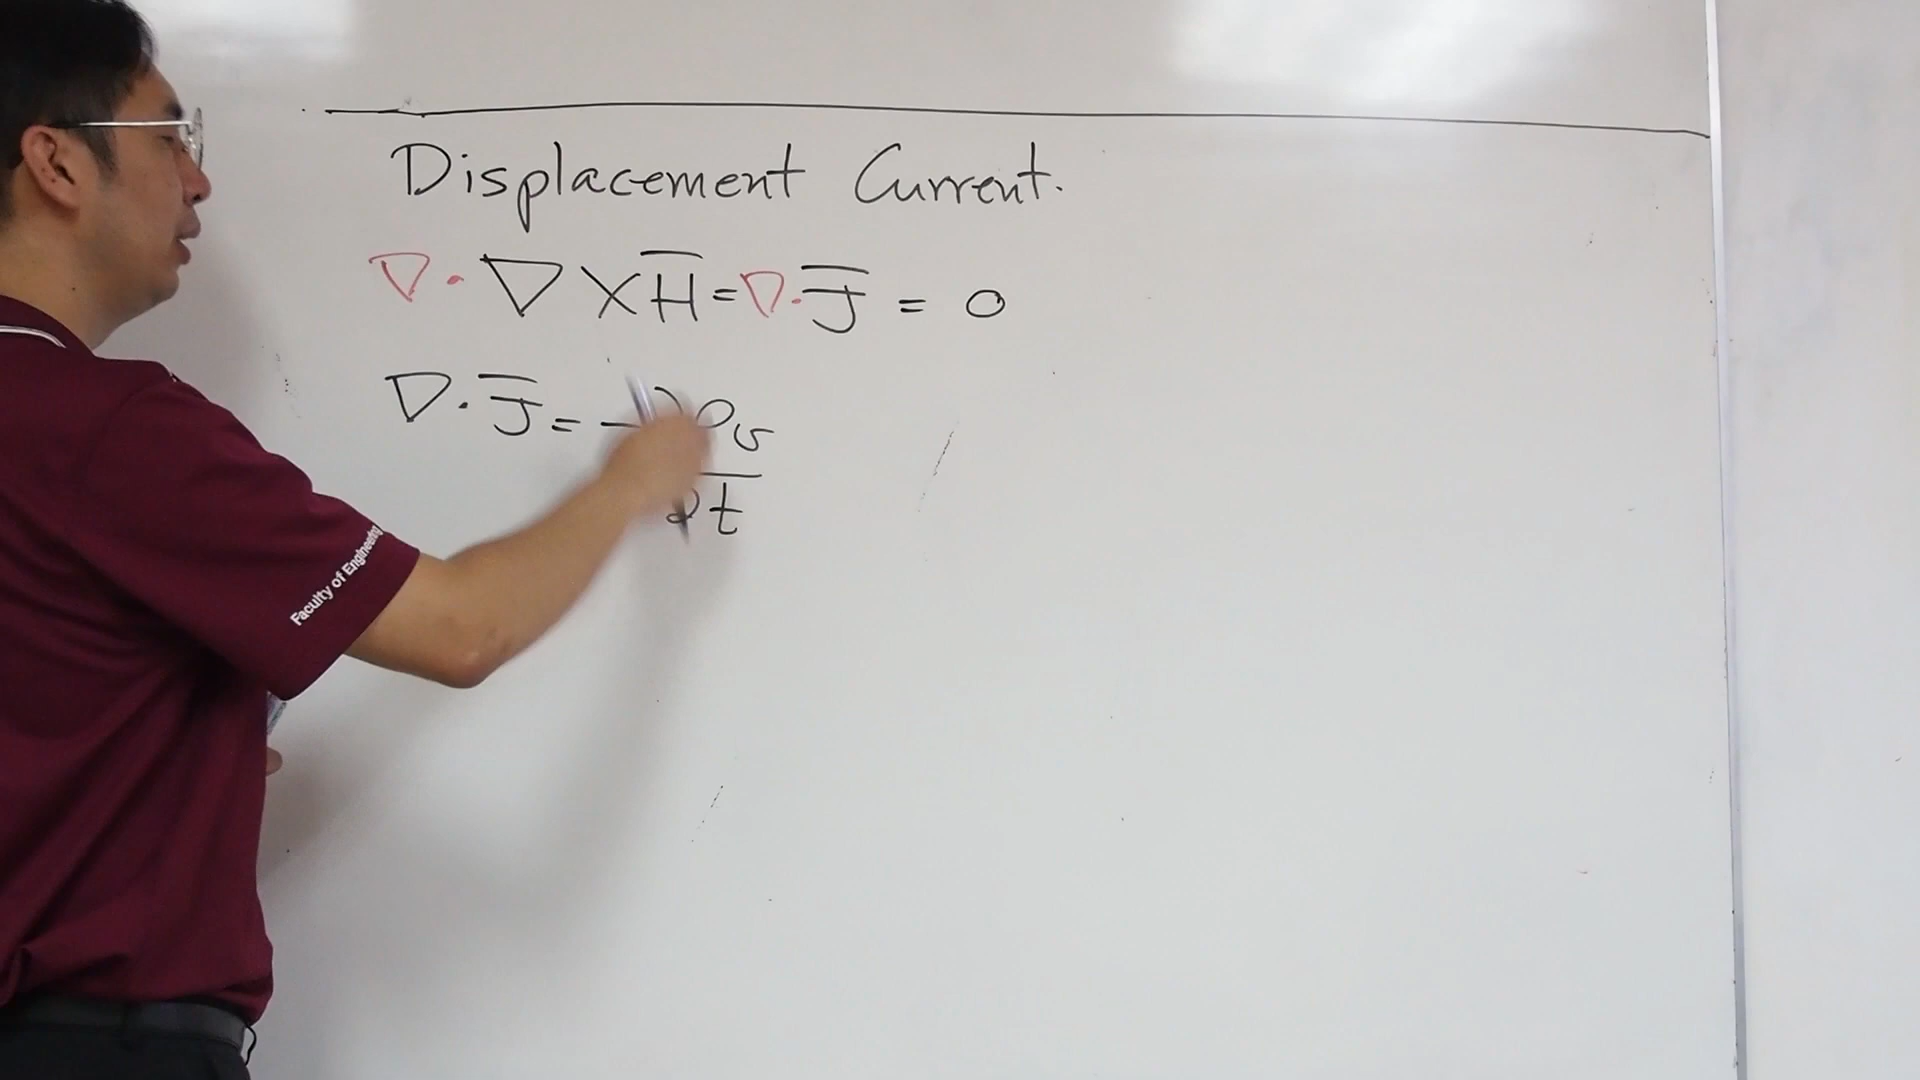 Displacement Current.
∇·∇×H̅=∇·J̅ = 0
∇·J̅ = -∂ρᵥ/∂t
Faculty of Engineering